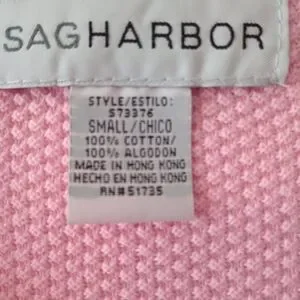 SAGHARBOR
STYLE/ESTILO:
573376
SMALL/CHICO
100% COTTON/
100% ALGODON
MADE IN HONG KONG
HECHO EN HONG KONG
RN#51735